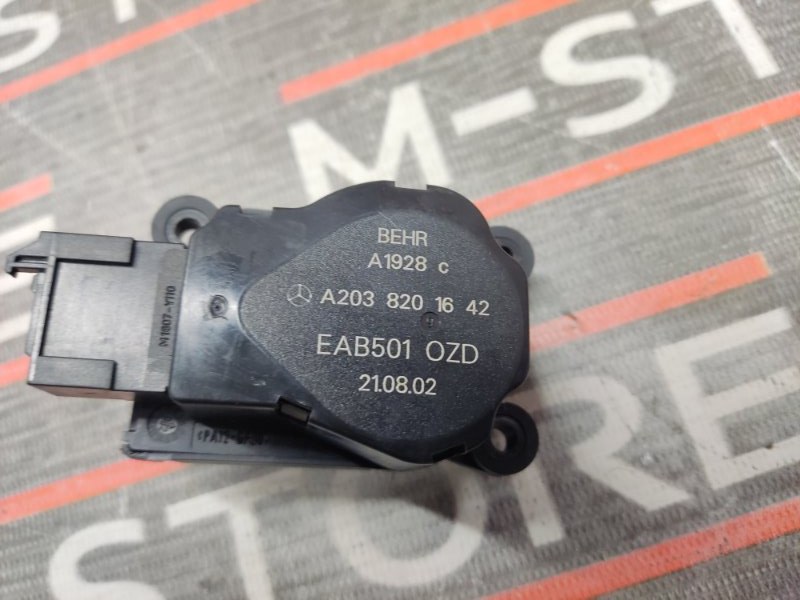 M-ST
BEHR
A1928 c
A203 820 16 42
EAB501 OZD
21.08.02
STORE